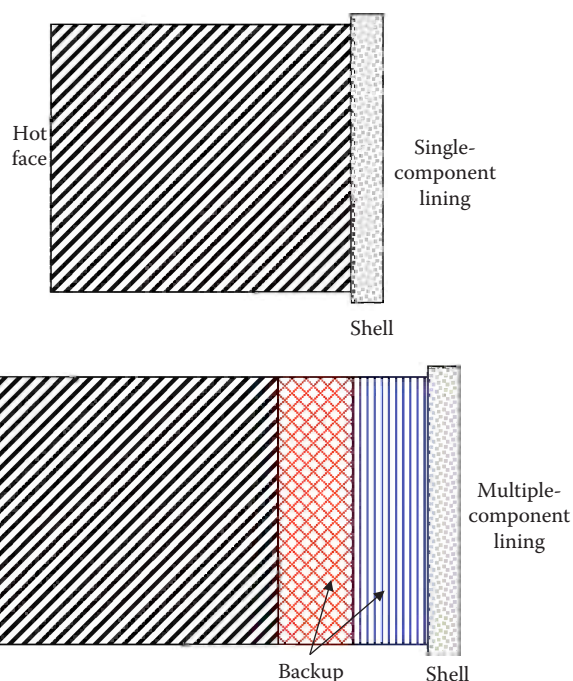 Hot
face
Single-
component
lining
Shell
Multiple-
component
lining
Backup
Shell